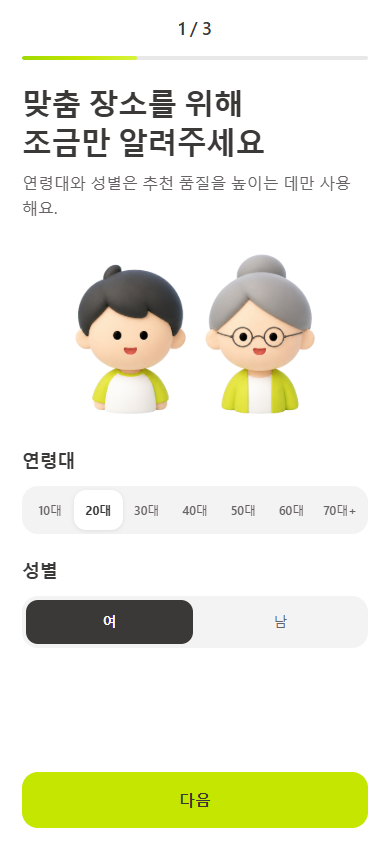 1 / 3
맞춤 장소를 위해
조금만 알려주세요
연령대와 성별은 추천 품질을 높이는 데만 사용
해요.
연령대
10대 20대 30대 40대 50대 60대 70대+
성별
여 남
다음